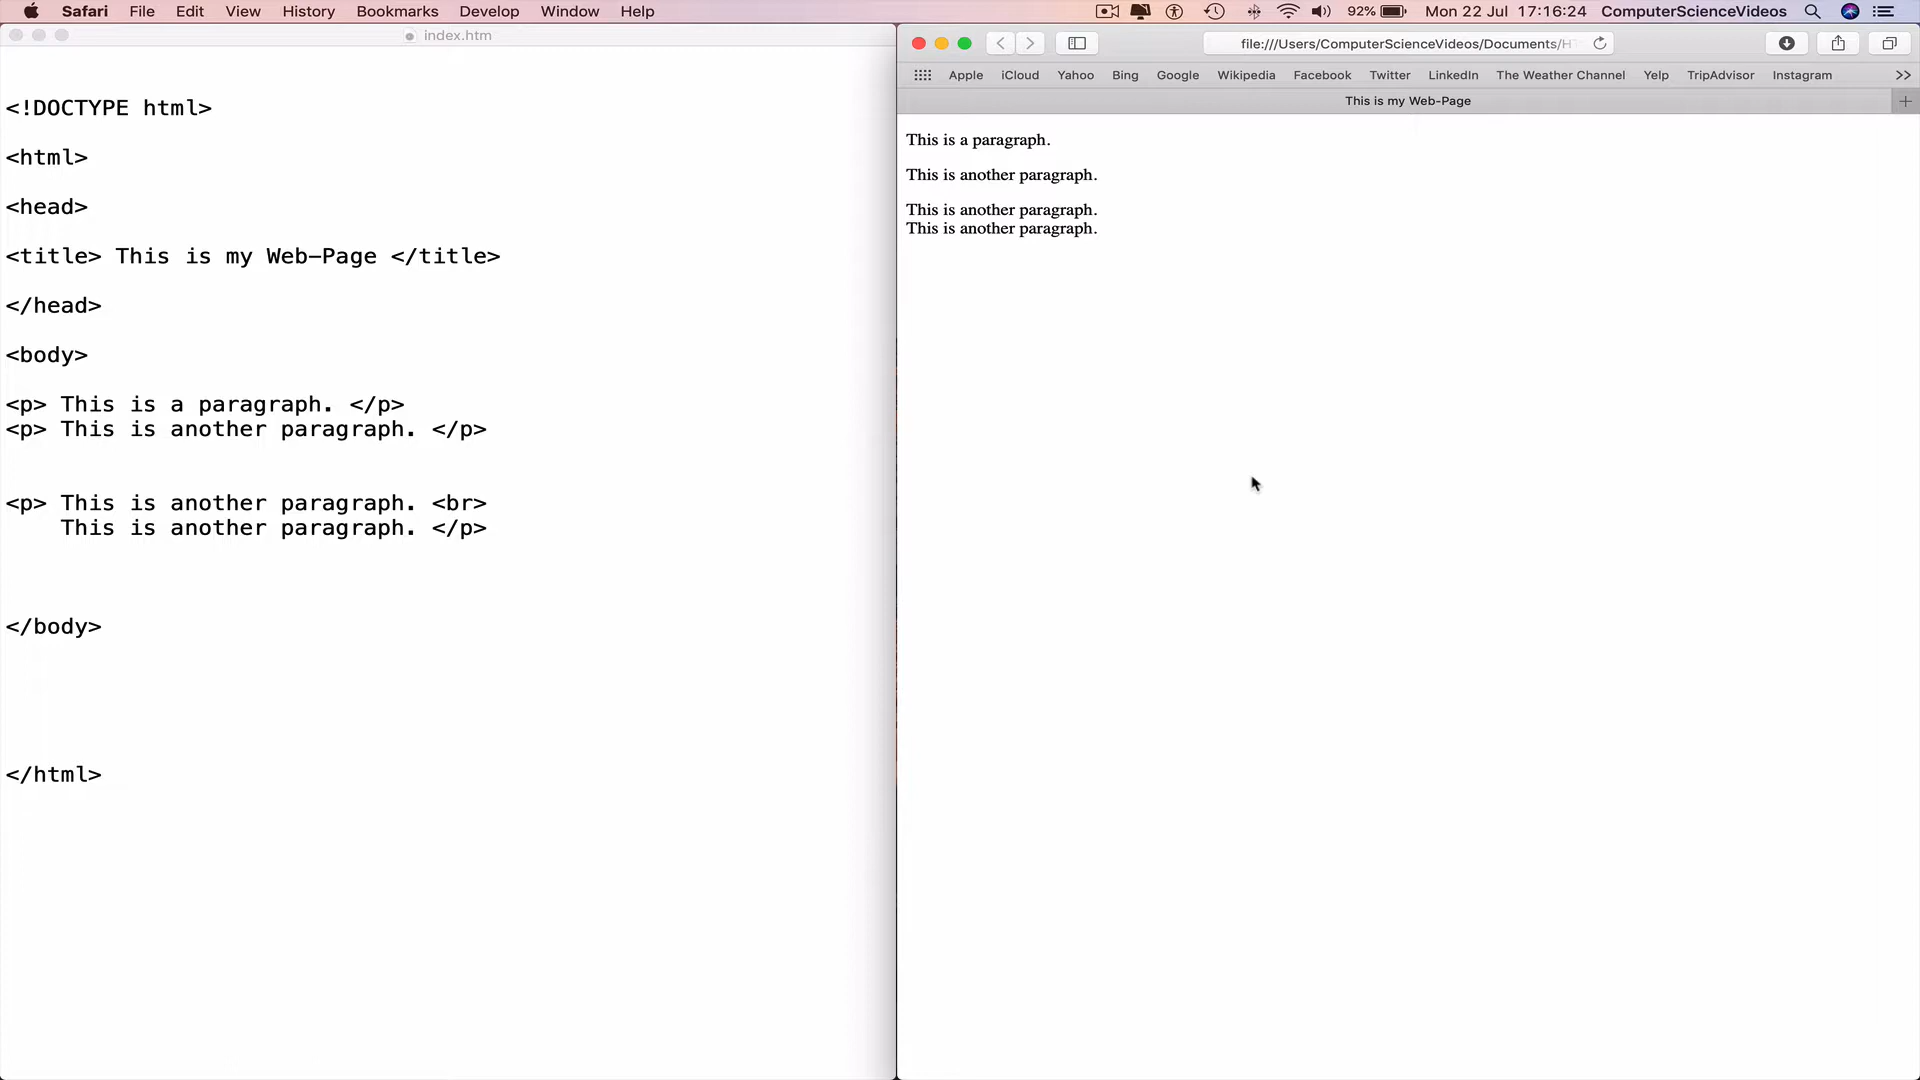 Safari File Edit View History Bookmarks Develop Window Help 92% Mon 22 Jul 17:16:24 ComputerScienceVideos
index.htm
<!DOCTYPE html>
<html>
<head>
<title> This is my Web-Page </title>
</head>
<body>
<p> This is a paragraph. </p>
<p> This is another paragraph. </p>
<p> This is another paragraph. <br>
This is another paragraph. </p>
</body>
</html>
file:///Users/ComputerScienceVideos/Documents/H
Apple iCloud Yahoo Bing Google Wikipedia Facebook Twitter LinkedIn The Weather Channel Yelp TripAdvisor Instagram >>
This is my Web-Page
This is a paragraph.
This is another paragraph.
This is another paragraph.
This is another paragraph.